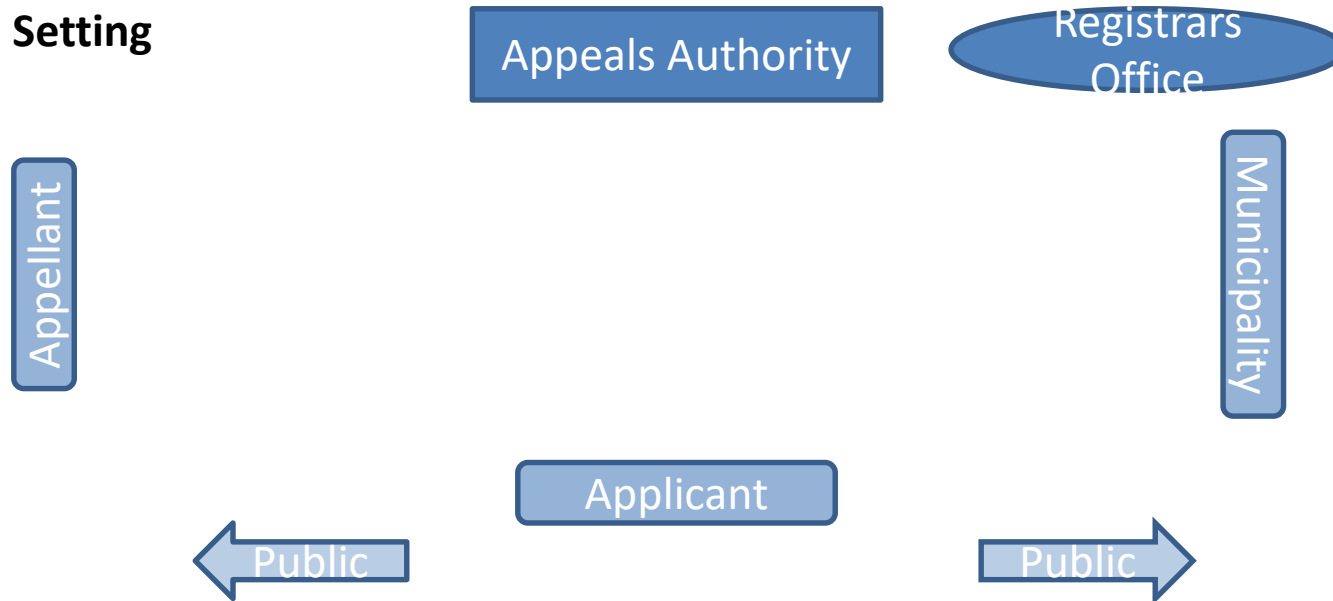 Setting
Appeals Authority
Registrars
Office
Appellant
Municipality
Applicant
Public
Public